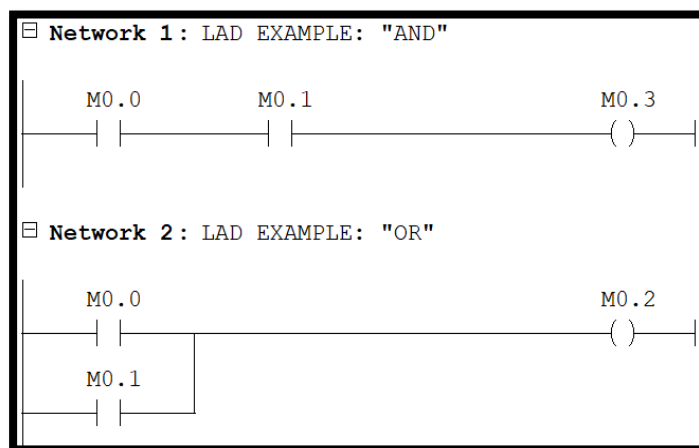 Network 1: LAD EXAMPLE: "AND"
M0.0 M0.1 M0.3
Network 2: LAD EXAMPLE: "OR"
M0.0 M0.2
M0.1